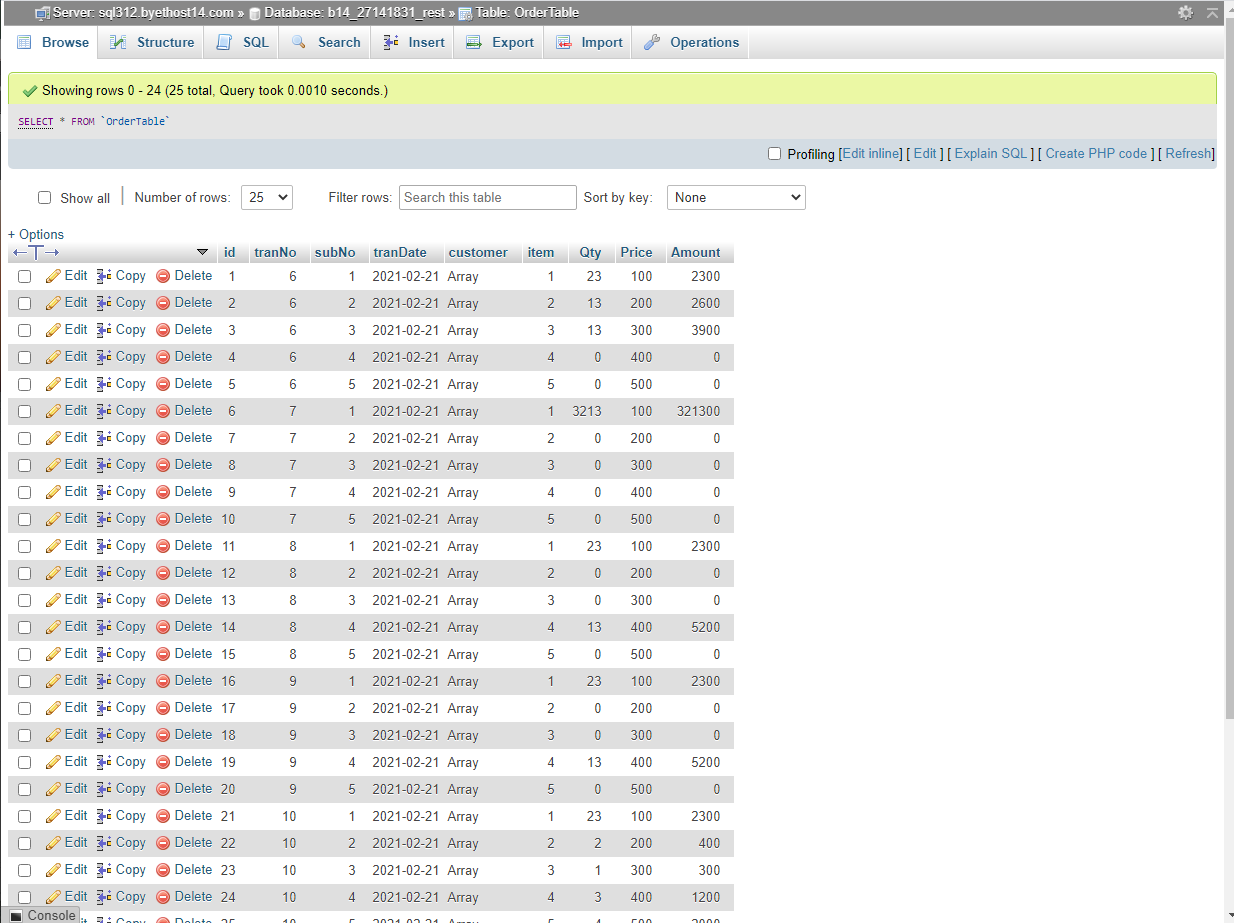 Server: sql312.byethost14.com » Database: b14_27141831_rest » Table: OrderTable
Browse Structure SQL Search Insert Export Import Operations
Showing rows 0 - 24 (25 total, Query took 0.0010 seconds.)
SELECT * FROM `OrderTable`
Profiling [Edit inline] [ Edit ] [ Explain SQL ] [ Create PHP code ] [ Refresh]
Show all | Number of rows: 25 Filter rows: Search this table Sort by key: None
+ Options
←T→ id tranNo subNo tranDate customer item Qty Price Amount
Edit Copy Delete 1 6 1 2021-02-21 Array 1 23 100 2300
Edit Copy Delete 2 6 2 2021-02-21 Array 2 13 200 2600
Edit Copy Delete 3 6 3 2021-02-21 Array 3 13 300 3900
Edit Copy Delete 4 6 4 2021-02-21 Array 4 0 400 0
Edit Copy Delete 5 6 5 2021-02-21 Array 5 0 500 0
Edit Copy Delete 6 7 1 2021-02-21 Array 1 3213 100 321300
Edit Copy Delete 7 7 2 2021-02-21 Array 2 0 200 0
Edit Copy Delete 8 7 3 2021-02-21 Array 3 0 300 0
Edit Copy Delete 9 7 4 2021-02-21 Array 4 0 400 0
Edit Copy Delete 10 7 5 2021-02-21 Array 5 0 500 0
Edit Copy Delete 11 8 1 2021-02-21 Array 1 23 100 2300
Edit Copy Delete 12 8 2 2021-02-21 Array 2 0 200 0
Edit Copy Delete 13 8 3 2021-02-21 Array 3 0 300 0
Edit Copy Delete 14 8 4 2021-02-21 Array 4 13 400 5200
Edit Copy Delete 15 8 5 2021-02-21 Array 5 0 500 0
Edit Copy Delete 16 9 1 2021-02-21 Array 1 23 100 2300
Edit Copy Delete 17 9 2 2021-02-21 Array 2 0 200 0
Edit Copy Delete 18 9 3 2021-02-21 Array 3 0 300 0
Edit Copy Delete 19 9 4 2021-02-21 Array 4 13 400 5200
Edit Copy Delete 20 9 5 2021-02-21 Array 5 0 500 0
Edit Copy Delete 21 10 1 2021-02-21 Array 1 23 100 2300
Edit Copy Delete 22 10 2 2021-02-21 Array 2 2 200 400
Edit Copy Delete 23 10 3 2021-02-21 Array 3 1 300 300
Edit Copy Delete 24 10 4 2021-02-21 Array 4 3 400 1200
Console